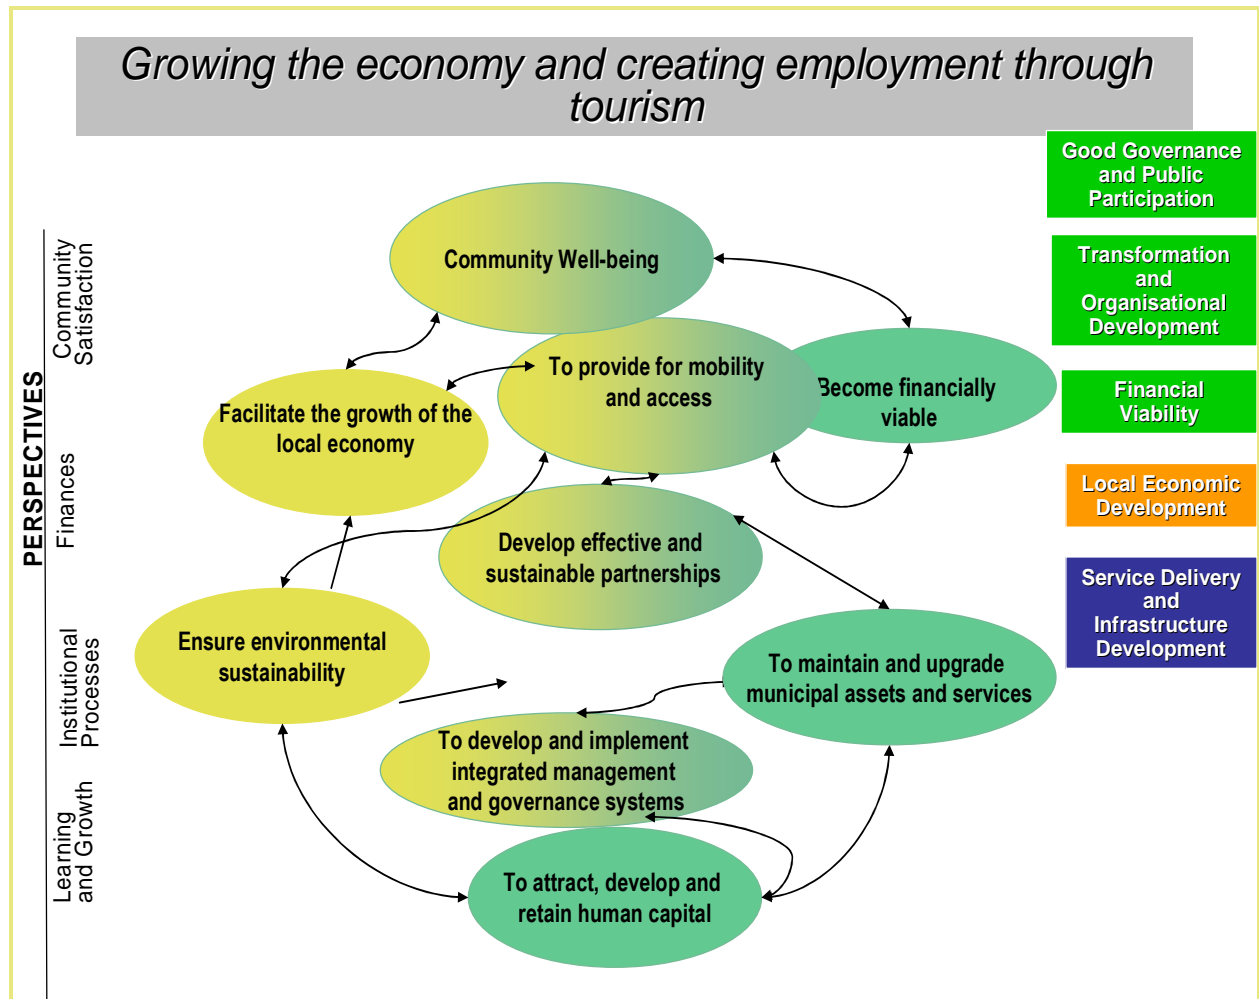 Growing the economy and creating employment through
tourism
Good Governance
and Public
Participation
Transformation
and
Organisational
Development
Financial
Viability
Local Economic
Development
Service Delivery
and
Infrastructure
Development
PERSPECTIVES
Community
Satisfaction
Finances
Institutional
Processes
Learning
and Growth
Community Well-being
To provide for mobility
and access
Become financially
viable
Facilitate the growth of the
local economy
Develop effective and
sustainable partnerships
Ensure environmental
sustainability
To maintain and upgrade
municipal assets and services
To develop and implement
integrated management
and governance systems
To attract, develop and
retain human capital